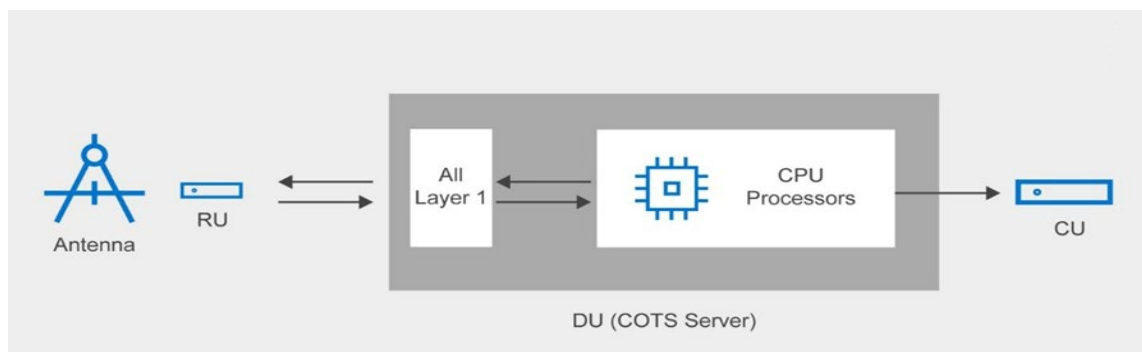 Antenna
RU
All
Layer 1
CPU
Processors
CU
DU (COTS Server)